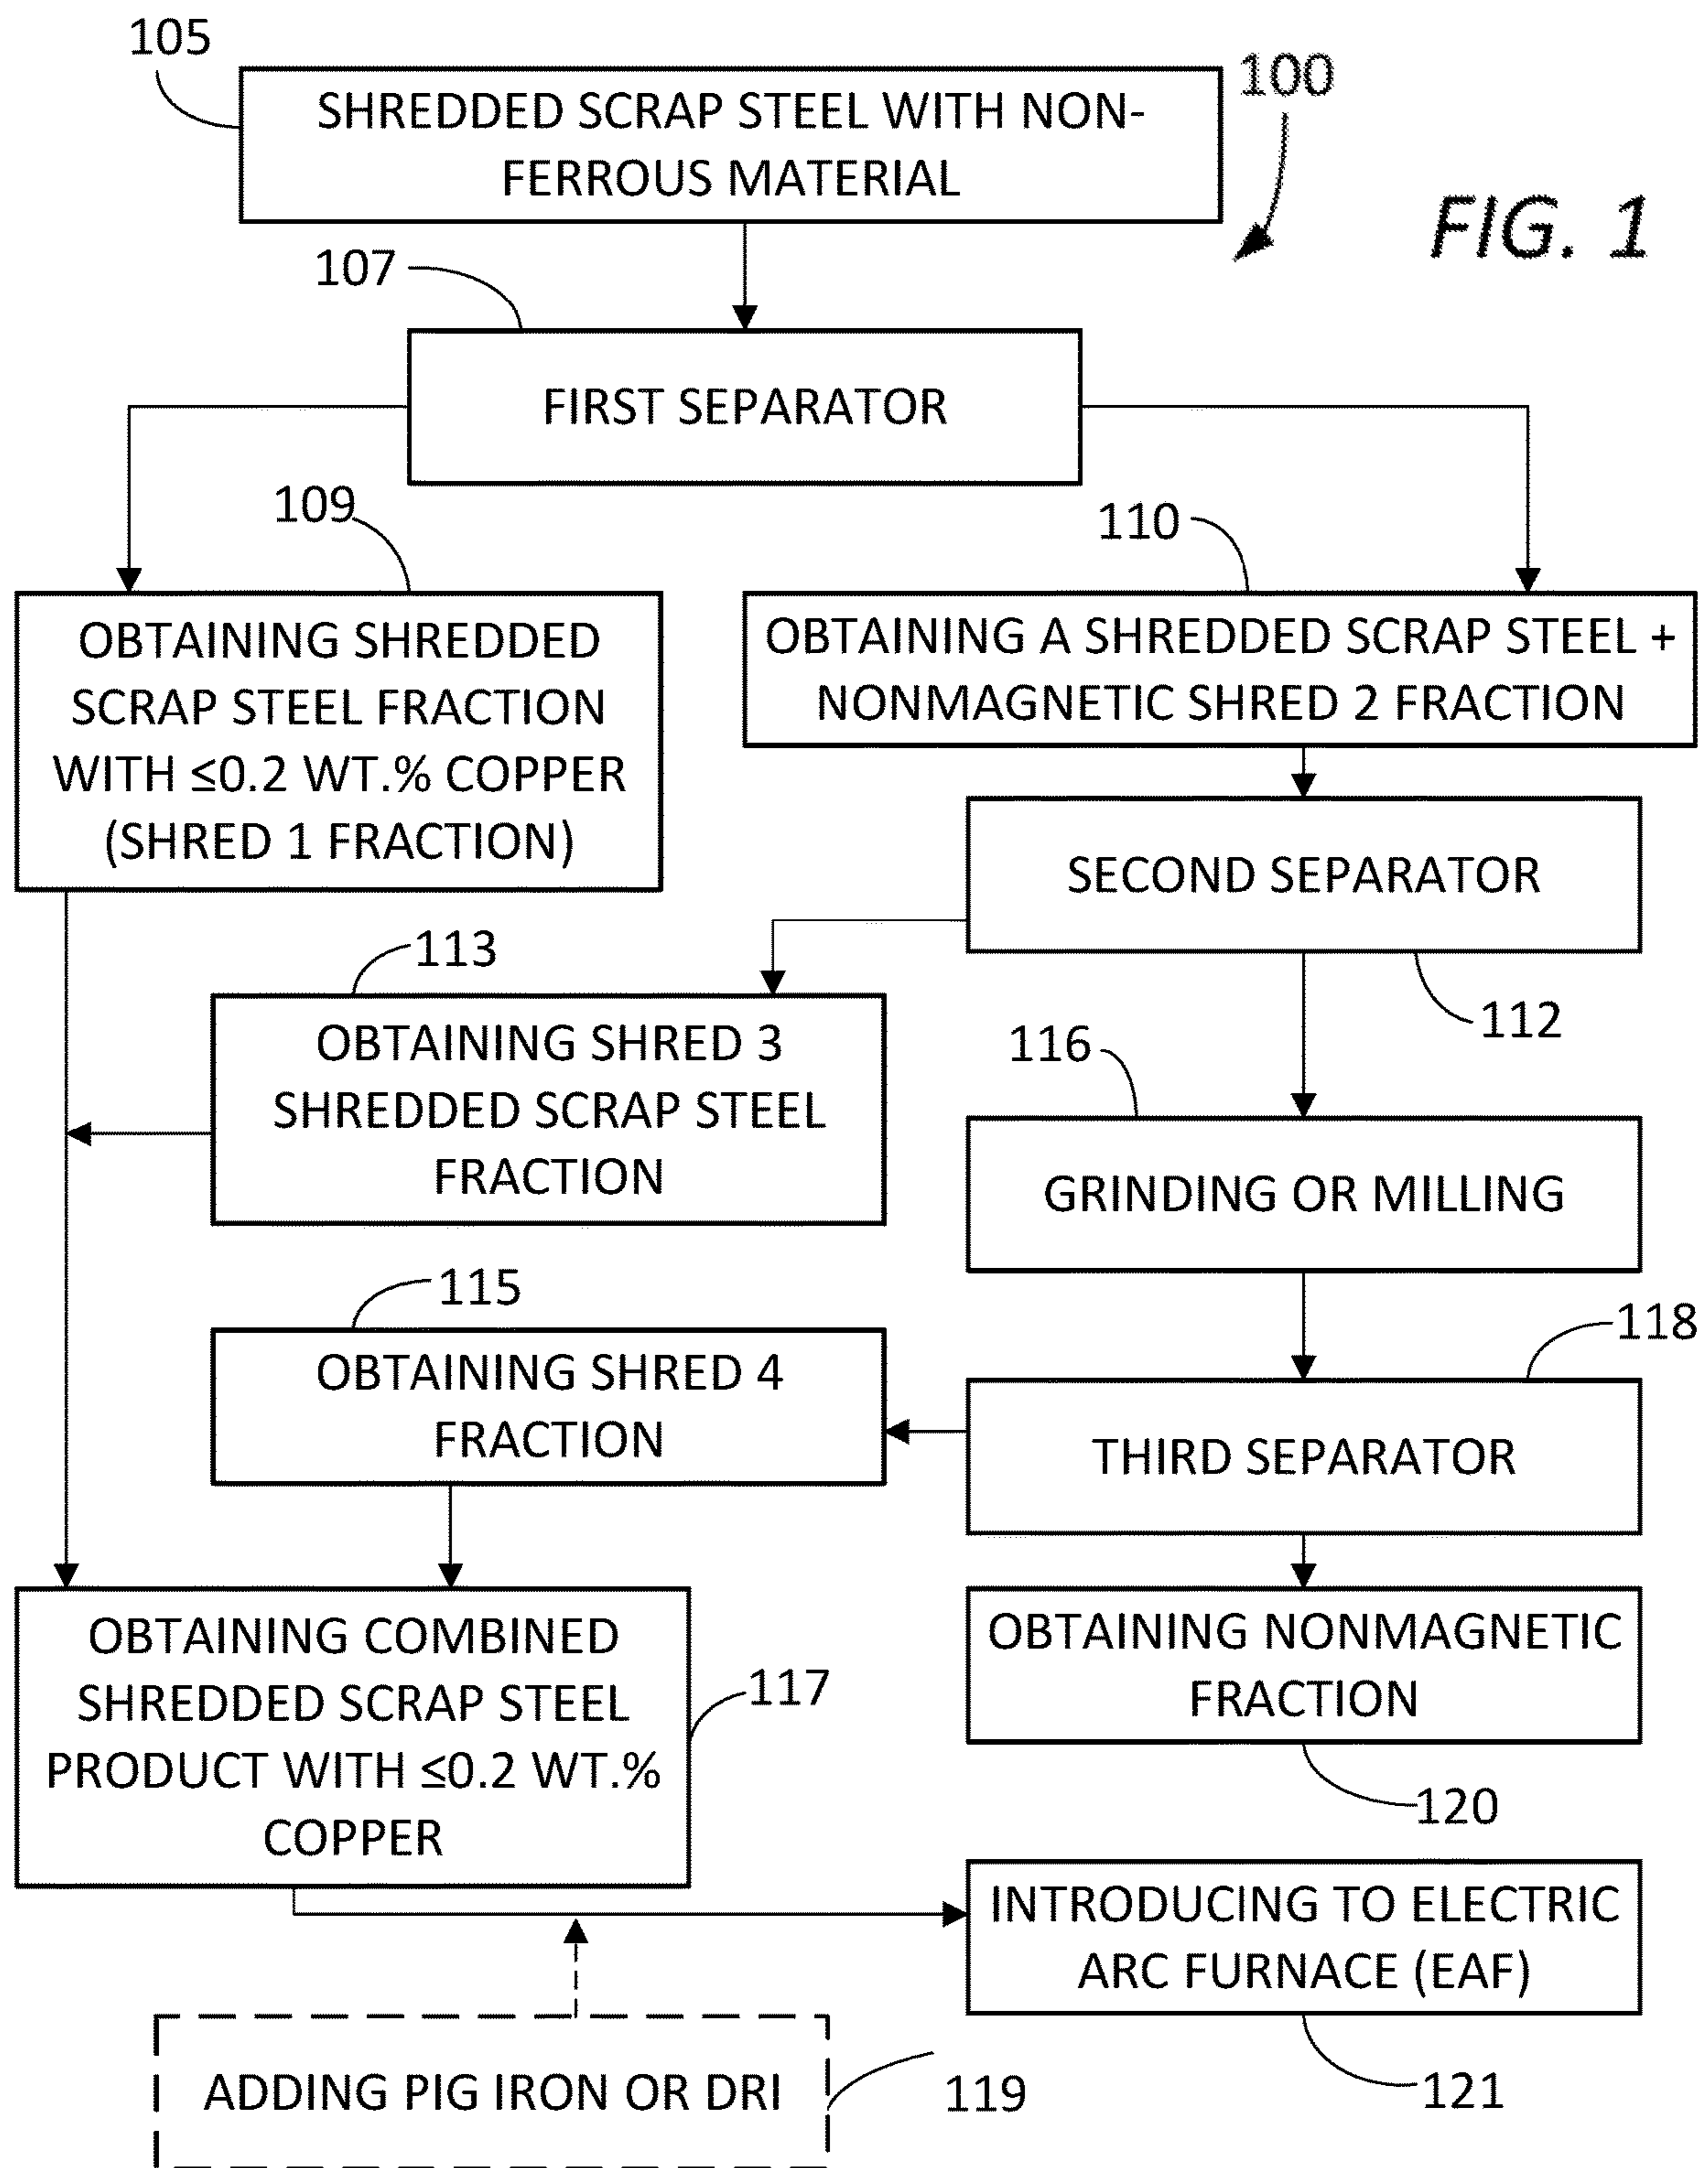 105
SHREDDED SCRAP STEEL WITH NON-
FERROUS MATERIAL
100
FIG. 1
107
FIRST SEPARATOR
109
110
OBTAINING SHREDDED
SCRAP STEEL FRACTION
WITH ≤0.2 WT.% COPPER
(SHRED 1 FRACTION)
OBTAINING A SHREDDED SCRAP STEEL +
NONMAGNETIC SHRED 2 FRACTION
SECOND SEPARATOR
112
113
OBTAINING SHRED 3
SHREDDED SCRAP STEEL
FRACTION
116
GRINDING OR MILLING
115
OBTAINING SHRED 4
FRACTION
118
THIRD SEPARATOR
OBTAINING COMBINED
SHREDDED SCRAP STEEL
PRODUCT WITH ≤0.2 WT.%
COPPER
117
OBTAINING NONMAGNETIC
FRACTION
120
INTRODUCING TO ELECTRIC
ARC FURNACE (EAF)
121
ADDING PIG IRON OR DRI
119